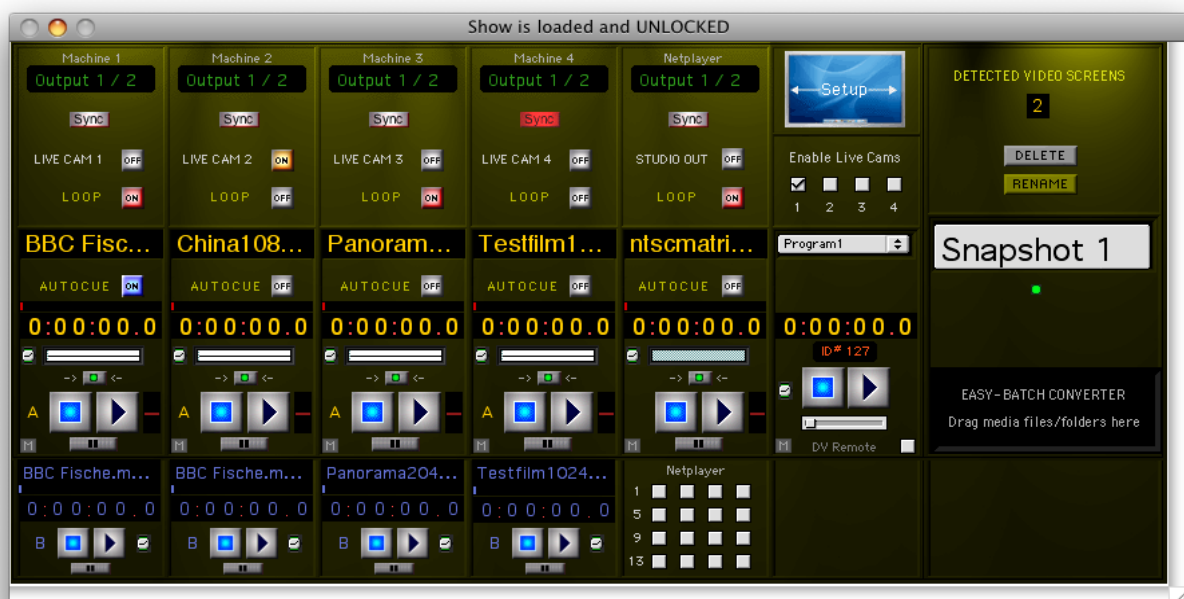 Show is loaded and UNLOCKED
Machine 1
Output 1 / 2
Sync
LIVE CAM 1 OFF
LOOP ON
Machine 2
Output 1 / 2
Sync
LIVE CAM 2 ON
LOOP OFF
Machine 3
Output 1 / 2
Sync
LIVE CAM 3 OFF
LOOP ON
Machine 4
Output 1 / 2
Sync
LIVE CAM 4 OFF
LOOP OFF
Netplayer
Output 1 / 2
Sync
STUDIO OUT OFF
LOOP ON
Setup
Enable Live Cams
1 2 3 4
DETECTED VIDEO SCREENS
2
DELETE
RENAME
BBC Fisc...
AUTOCUE ON
0:00:00.0
-> <-
A
M
China108...
AUTOCUE OFF
0:00:00.0
-> <-
A
M
Panoram...
AUTOCUE OFF
0:00:00.0
-> <-
A
M
Testfilm1...
AUTOCUE OFF
0:00:00.0
-> <-
A
M
ntscmatri...
AUTOCUE OFF
0:00:00.0
-> <-
M
Program1
0:00:00.0
ID# 127
M DV Remote
Snapshot 1
EASY-BATCH CONVERTER
Drag media files/folders here
BBC Fische.m...
0:00:00.0
B
BBC Fische.m...
0:00:00.0
B
Panorama204...
0:00:00.0
B
Testfilm1024...
0:00:00.0
B
Netplayer
1
5
9
13